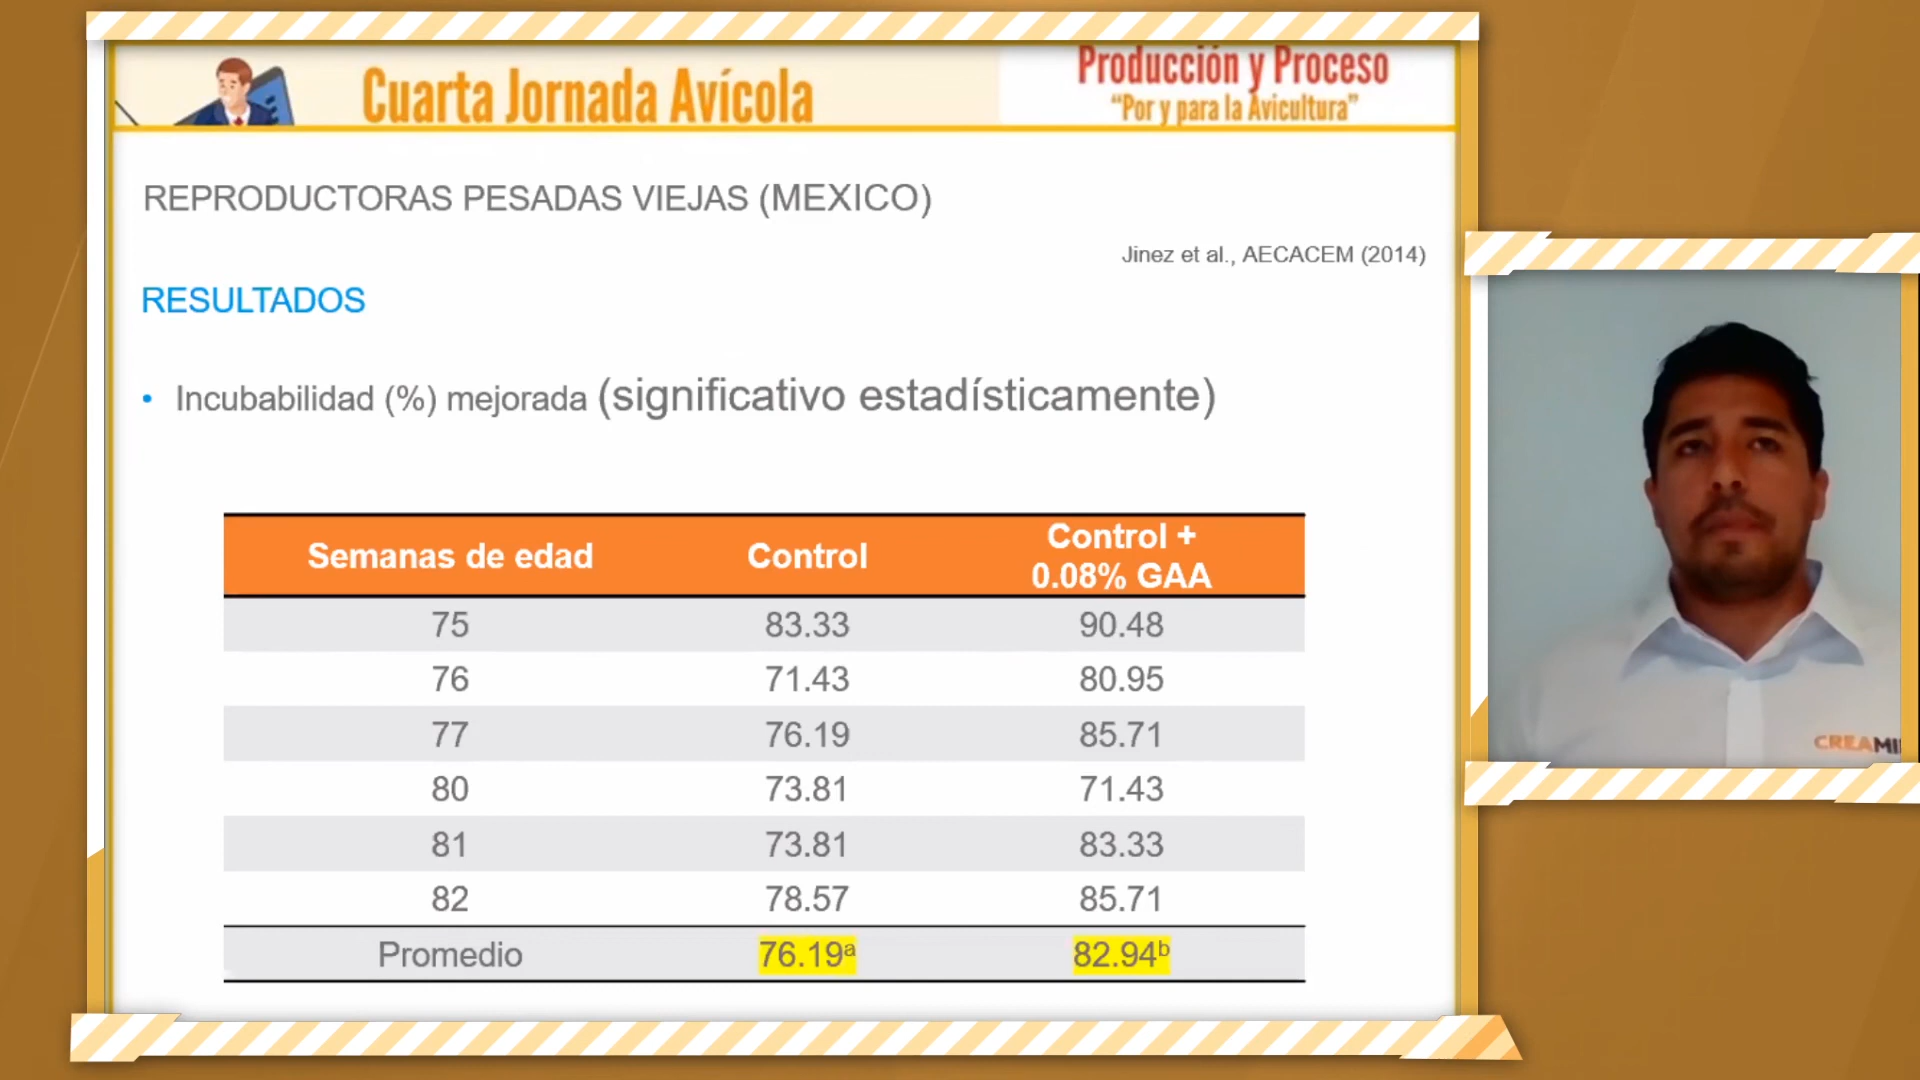 Cuarta Jornada Avícola
Producción y Proceso
"Por y para la Avicultura"
REPRODUCTORAS PESADAS VIEJAS (MEXICO)
Jinez et al., AECACEM (2014)
RESULTADOS
• Incubabilidad (%) mejorada (significativo estadísticamente)
Semanas de edad Control Control + 0.08% GAA
75 83.33 90.48
76 71.43 80.95
77 76.19 85.71
80 73.81 71.43
81 73.81 83.33
82 78.57 85.71
Promedio 76.19ᵃ 82.94ᵇ